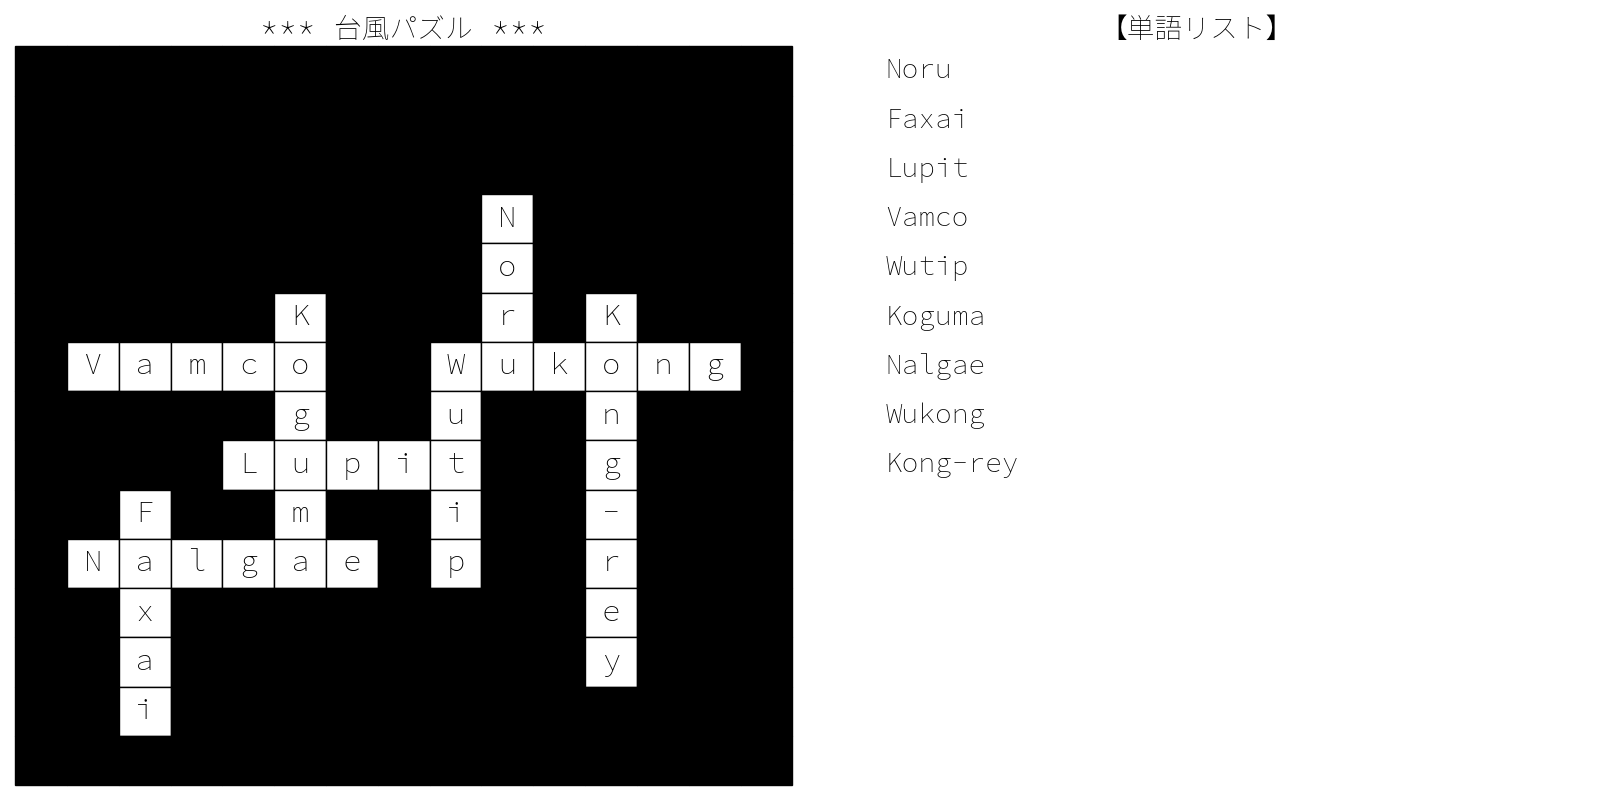 *** 台風パズル ***
N
o
K r K
V a m c o W u k o n g
g u n
L u p i t g
F m i -
N a l g a e p r
x e
a y
i
【単語リスト】
Noru
Faxai
Lupit
Vamco
Wutip
Koguma
Nalgae
Wukong
Kong-rey